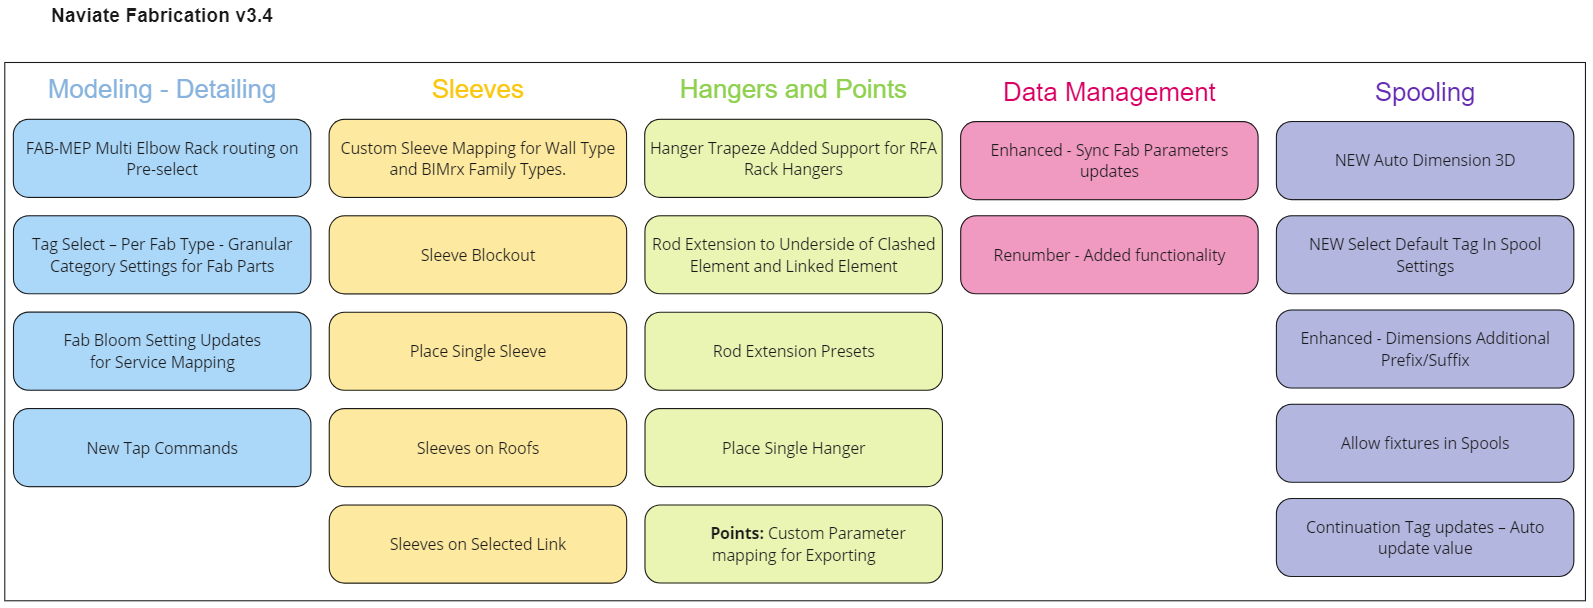 Naviate Fabrication v3.4
Modeling - Detailing
FAB-MEP Multi Elbow Rack routing on
Pre-select
Tag Select – Per Fab Type - Granular
Category Settings for Fab Parts
Fab Bloom Setting Updates
for Service Mapping
New Tap Commands
Sleeves
Custom Sleeve Mapping for Wall Type
and BIMrx Family Types.
Sleeve Blockout
Place Single Sleeve
Sleeves on Roofs
Sleeves on Selected Link
Hangers and Points
Hanger Trapeze Added Support for RFA
Rack Hangers
Rod Extension to Underside of Clashed
Element and Linked Element
Rod Extension Presets
Place Single Hanger
Points: Custom Parameter
mapping for Exporting
Data Management
Enhanced - Sync Fab Parameters
updates
Renumber - Added functionality
Spooling
NEW Auto Dimension 3D
NEW Select Default Tag In Spool
Settings
Enhanced - Dimensions Additional
Prefix/Suffix
Allow fixtures in Spools
Continuation Tag updates – Auto
update value